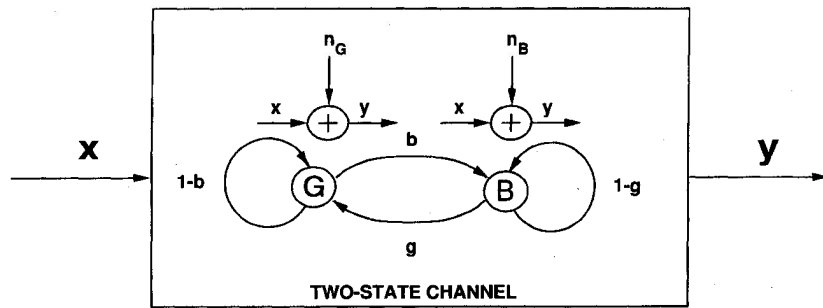 n_G n_B
x y x y
x b y
1-b G B 1-g
g
TWO-STATE CHANNEL